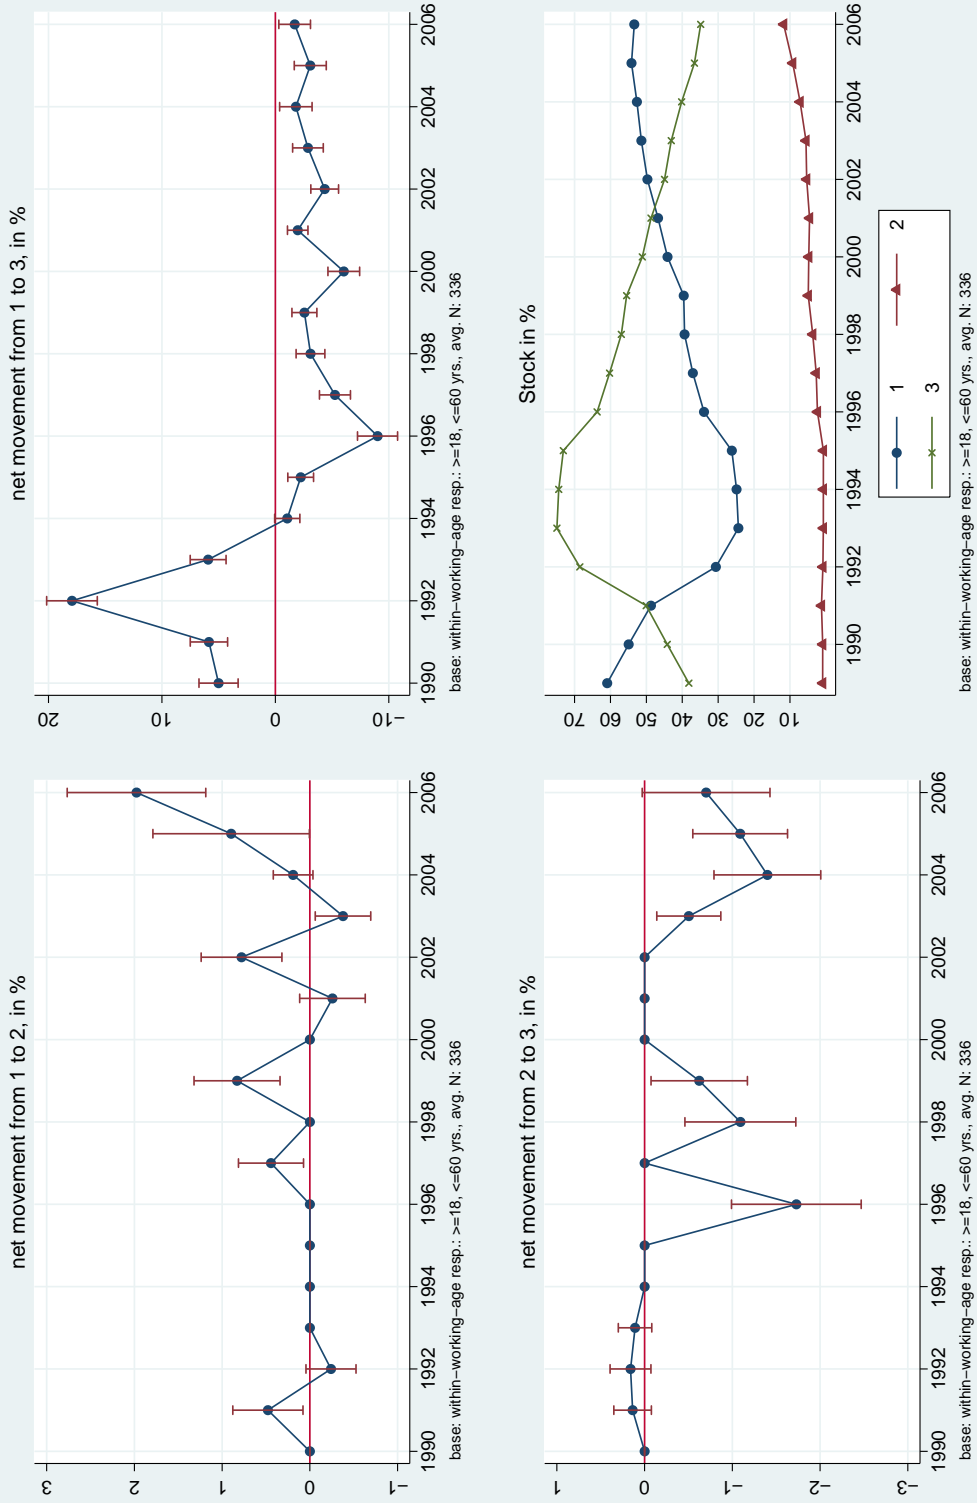 net movement from 1 to 2, in %
3
2
1
0
−1
1990 1992 1994 1996 1998 2000 2002 2004 2006
base: within−working−age resp.: >=18, <=60 yrs., avg. N: 336
net movement from 1 to 3, in %
20
10
0
−10
1990 1992 1994 1996 1998 2000 2002 2004 2006
base: within−working−age resp.: >=18, <=60 yrs., avg. N: 336
net movement from 2 to 3, in %
1
0
−1
−2
−3
1990 1992 1994 1996 1998 2000 2002 2004 2006
base: within−working−age resp.: >=18, <=60 yrs., avg. N: 336
Stock in %
70
60
50
40
30
20
10
1990 1992 1994 1996 1998 2000 2002 2004 2006
1 2
3
base: within−working−age resp.: >=18, <=60 yrs., avg. N: 336